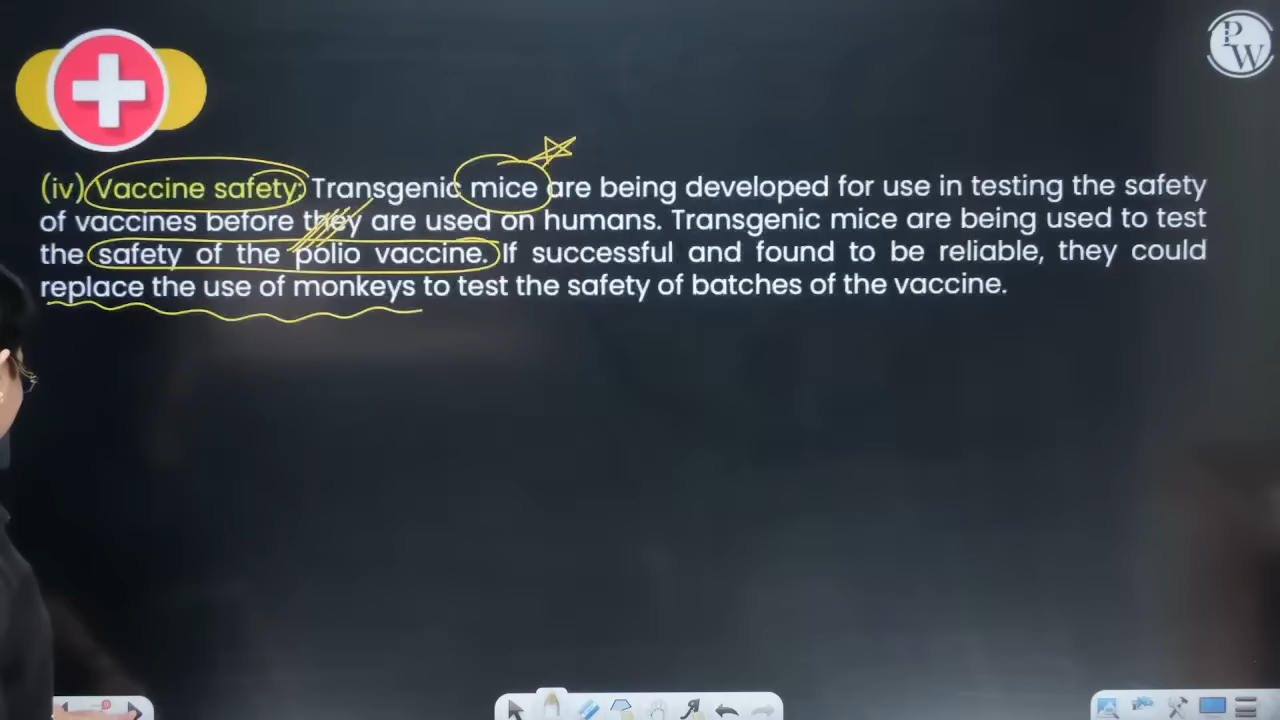 PW
(iv) Vaccine safety: Transgenic mice are being developed for use in testing the safety
of vaccines before they are used on humans. Transgenic mice are being used to test
the safety of the polio vaccine. If successful and found to be reliable, they could
replace the use of monkeys to test the safety of batches of the vaccine.